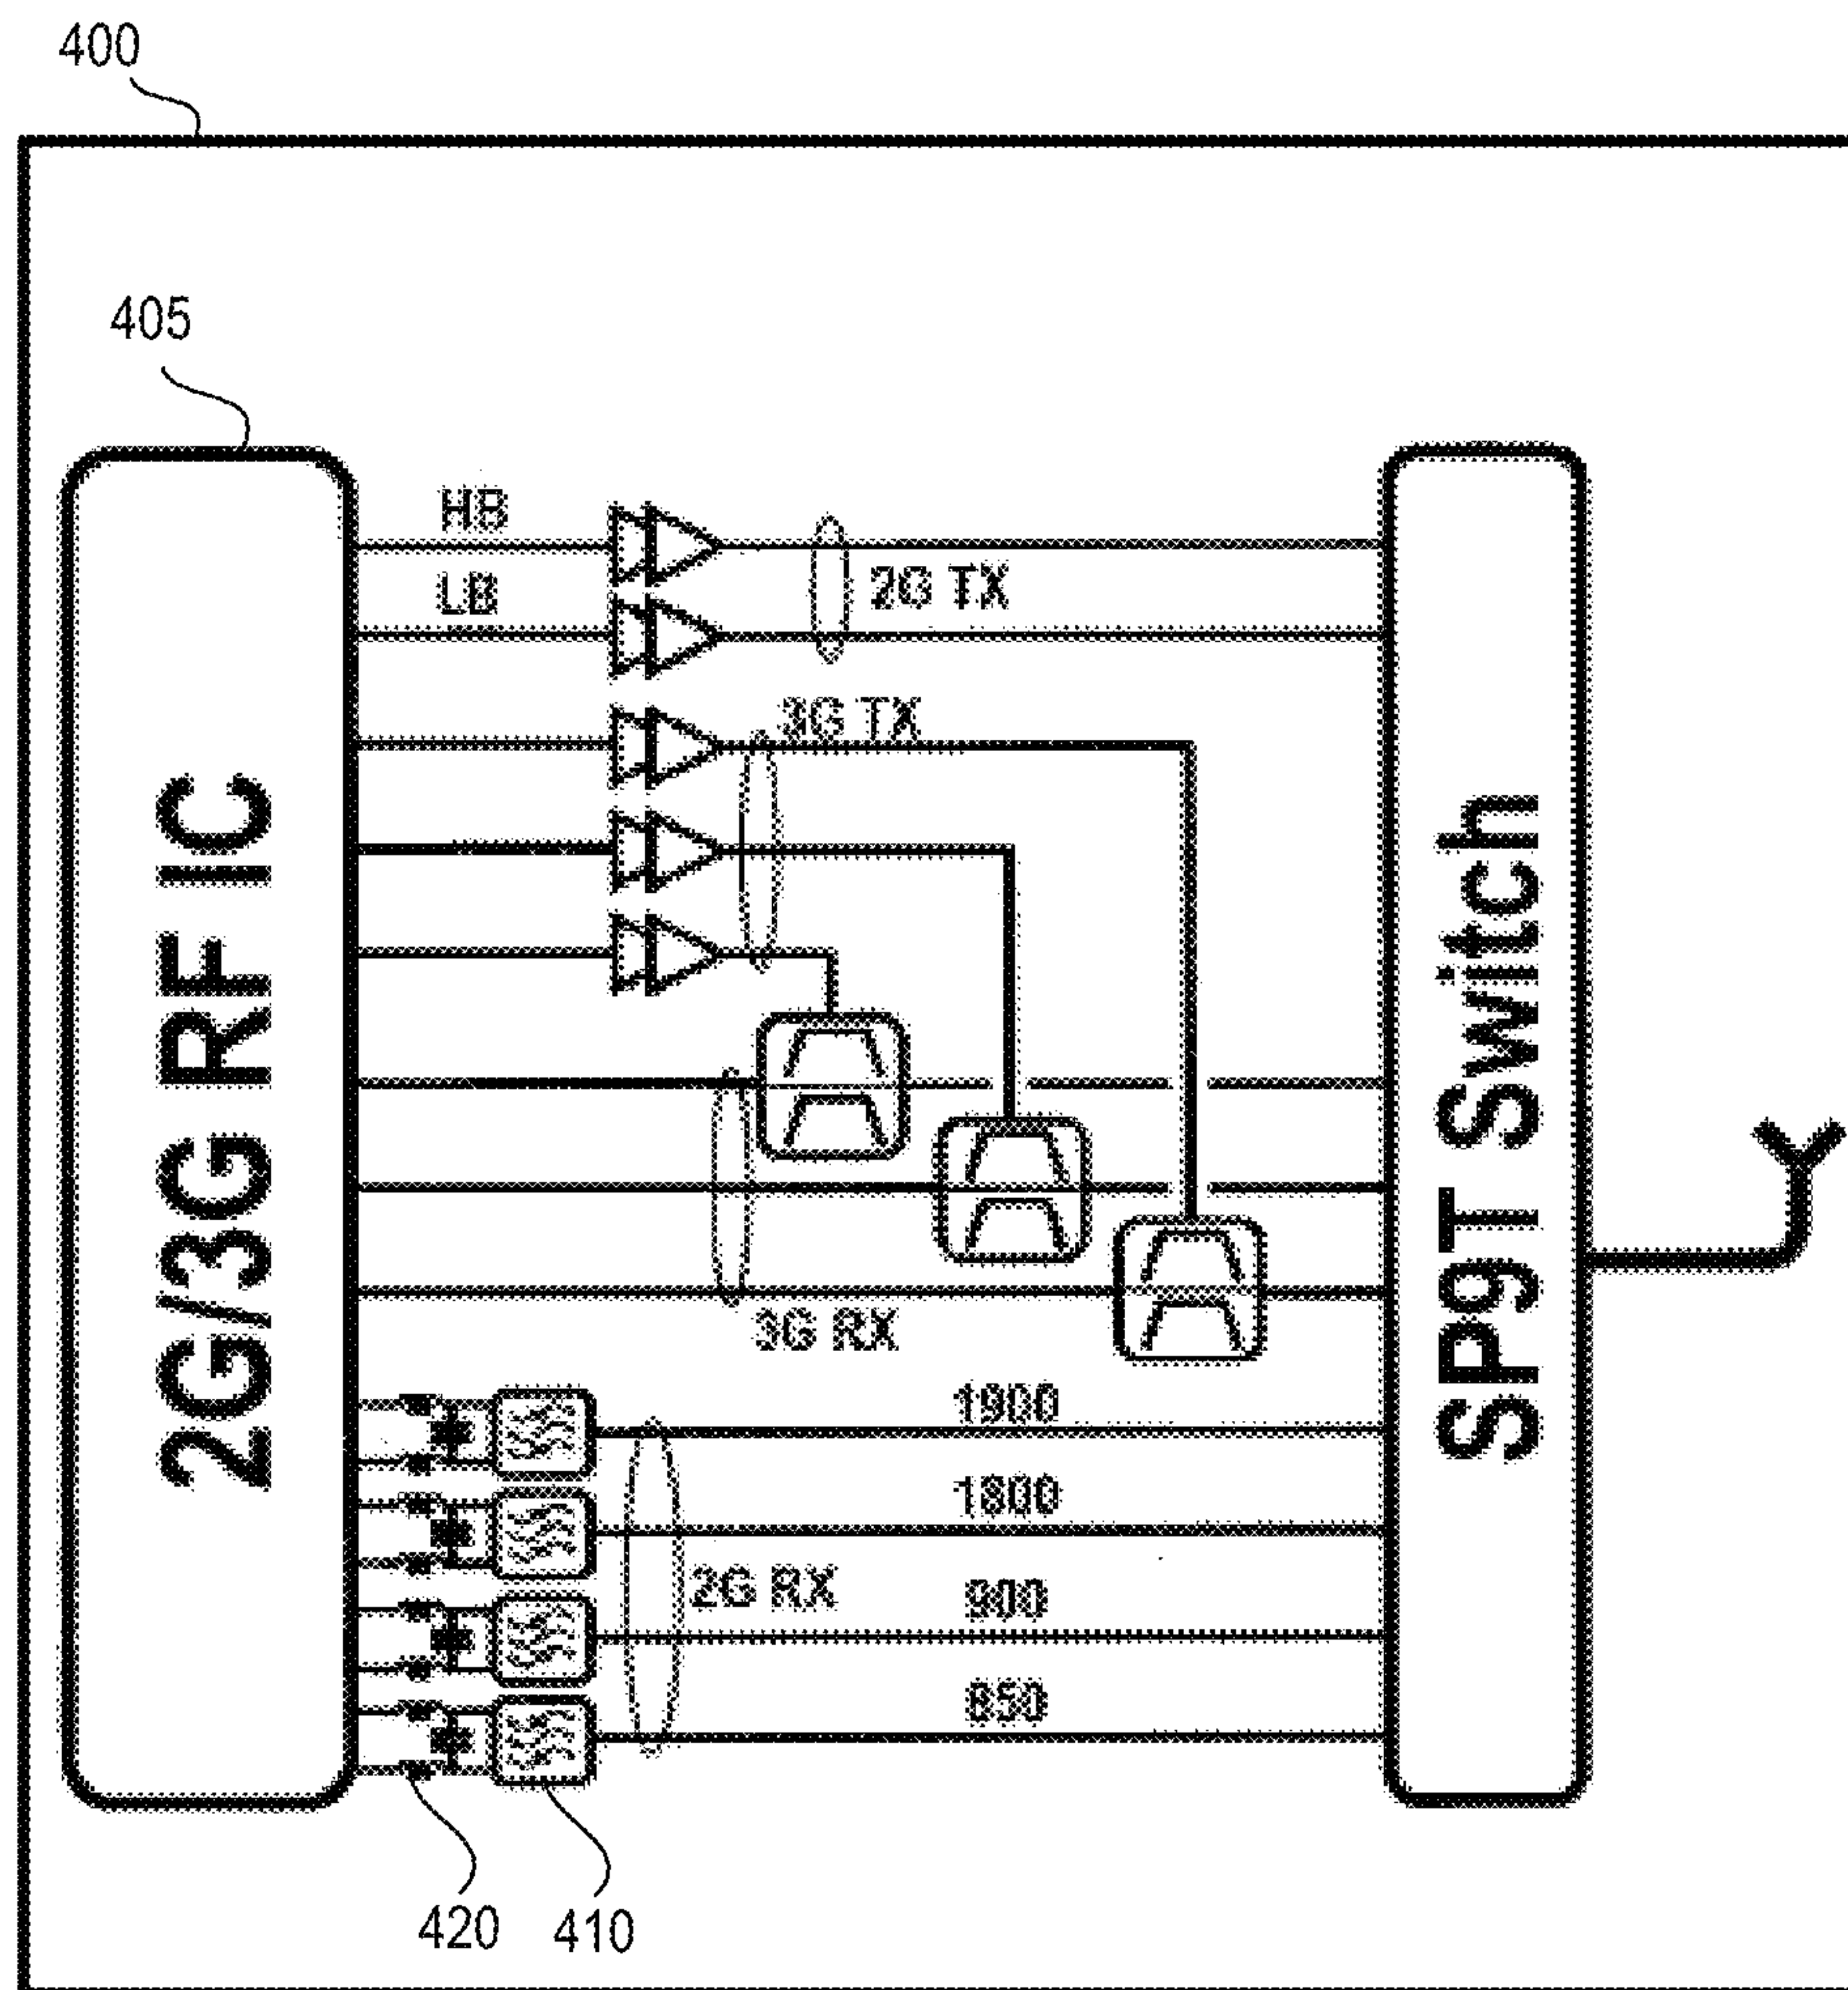 400
405
HB
LB
2G TX
3G TX
2G/3G RF IC
SP9T Switch
3G RX
1900
1800
2G RX
900
850
420
410